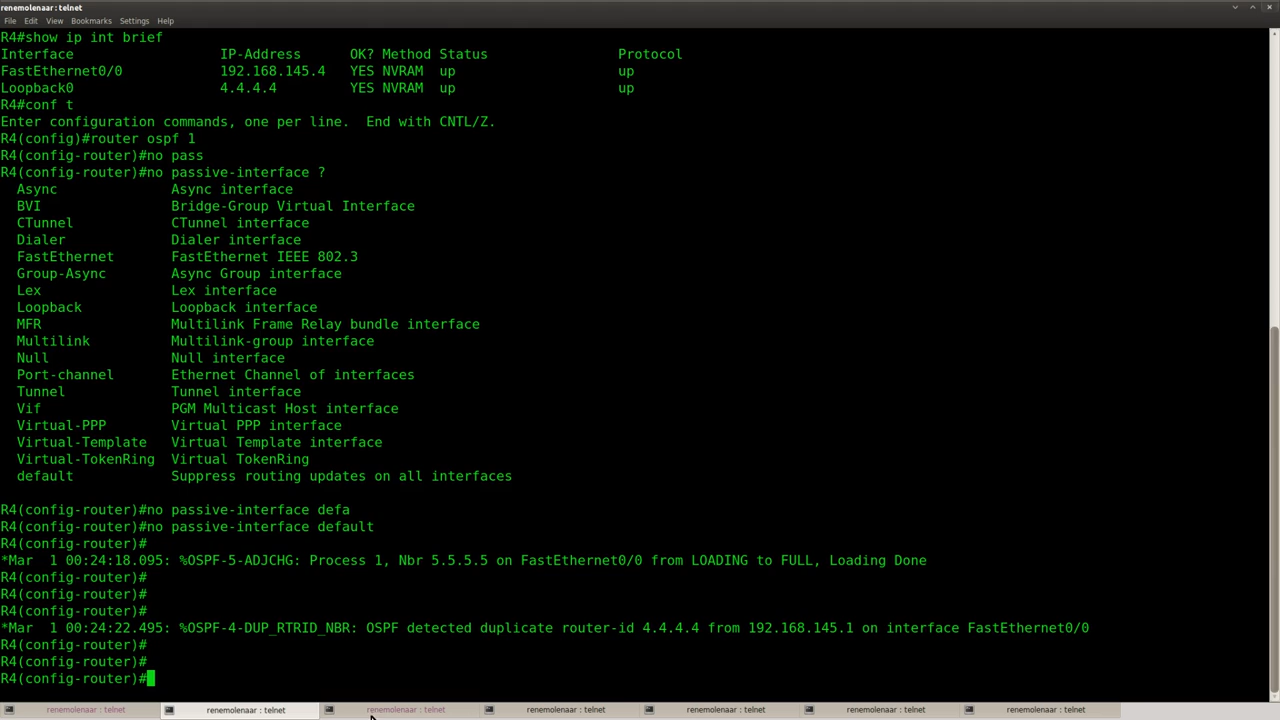 renemolenaar : telnet
File Edit View Bookmarks Settings Help
R4#show ip int brief
Interface IP-Address OK? Method Status Protocol
FastEthernet0/0 192.168.145.4 YES NVRAM up up
Loopback0 4.4.4.4 YES NVRAM up up
R4#conf t
Enter configuration commands, one per line. End with CNTL/Z.
R4(config)#router ospf 1
R4(config-router)#no pass
R4(config-router)#no passive-interface ?
Async Async interface
BVI Bridge-Group Virtual Interface
CTunnel CTunnel interface
Dialer Dialer interface
FastEthernet FastEthernet IEEE 802.3
Group-Async Async Group interface
Lex Lex interface
Loopback Loopback interface
MFR Multilink Frame Relay bundle interface
Multilink Multilink-group interface
Null Null interface
Port-channel Ethernet Channel of interfaces
Tunnel Tunnel interface
Vif PGM Multicast Host interface
Virtual-PPP Virtual PPP interface
Virtual-Template Virtual Template interface
Virtual-TokenRing Virtual TokenRing
default Suppress routing updates on all interfaces
R4(config-router)#no passive-interface defa
R4(config-router)#no passive-interface default
R4(config-router)#
*Mar 1 00:24:18.095: %OSPF-5-ADJCHG: Process 1, Nbr 5.5.5.5 on FastEthernet0/0 from LOADING to FULL, Loading Done
R4(config-router)#
R4(config-router)#
R4(config-router)#
*Mar 1 00:24:22.495: %OSPF-4-DUP_RTRID_NBR: OSPF detected duplicate router-id 4.4.4.4 from 192.168.145.1 on interface FastEthernet0/0
R4(config-router)#
R4(config-router)#
R4(config-router)#
renemolenaar : telnet renemolenaar : telnet renemolenaar : telnet renemolenaar : telnet renemolenaar : telnet renemolenaar : telnet renemolenaar : telnet